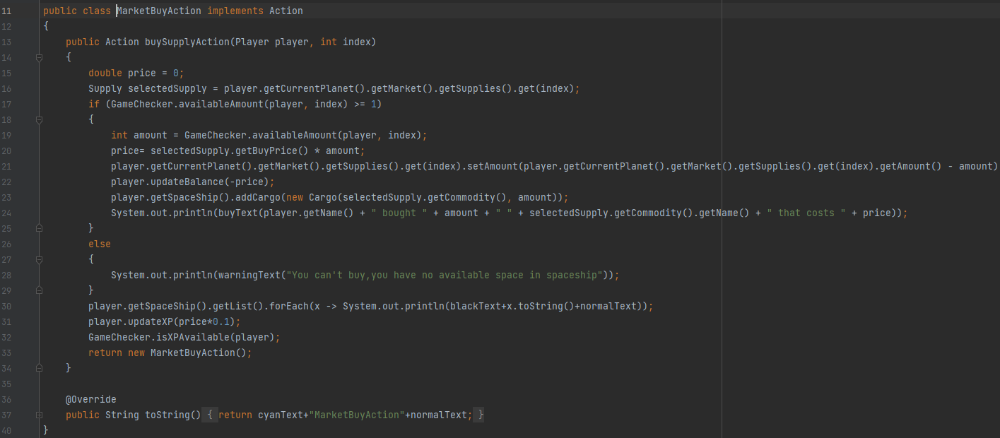 11 public class MarketBuyAction implements Action
12 {
13 public Action buySupplyAction(Player player, int index)
14 {
15 double price = 0;
16 Supply selectedSupply = player.getCurrentPlanet().getMarket().getSupplies().get(index);
17 if (GameChecker.availableAmount(player, index) >= 1)
18 {
19 int amount = GameChecker.availableAmount(player, index);
20 price= selectedSupply.getBuyPrice() * amount;
21 player.getCurrentPlanet().getMarket().getSupplies().get(index).setAmount(player.getCurrentPlanet().getMarket().getSupplies().get(index).getAmount() - amount)
22 player.updateBalance(-price);
23 player.getSpaceShip().addCargo(new Cargo(selectedSupply.getCommodity(), amount));
24 System.out.println(buyText(player.getName() + " bought " + amount + " " + selectedSupply.getCommodity().getName() + " that costs " + price));
25 }
26 else
27 {
28 System.out.println(warningText("You can't buy,you have no available space in spaceship"));
29 }
30 player.getSpaceShip().getList().forEach(x -> System.out.println(blackText+x.toString()+normalText));
31 player.updateXP(price*0.1);
32 GameChecker.isXPAvailable(player);
33 return new MarketBuyAction();
34 }
35
36 @Override
37 public String toString() { return cyanText+"MarketBuyAction"+normalText; }
40 }